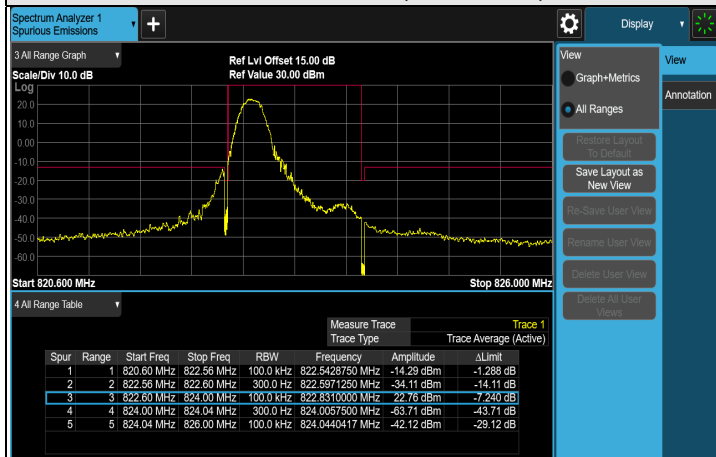 Spectrum Analyzer 1
Spurious Emissions
+
Display
3 All Range Graph
Ref Lvl Offset 15.00 dB
Scale/Div 10.0 dB
Ref Value 30.00 dBm
Log
20.0
10.0
0.00
-10.0
-20.0
-30.0
-40.0
-50.0
-60.0
Start 820.600 MHz
Stop 826.000 MHz
4 All Range Table
Measure Trace Trace 1
Trace Type Trace Average (Active)
Spur Range Start Freq Stop Freq RBW Frequency Amplitude ΔLimit
1 1 820.60 MHz 822.56 MHz 100.0 kHz 822.5428750 MHz -14.29 dBm -1.288 dB
2 2 822.56 MHz 822.60 MHz 300.0 Hz 822.5971250 MHz -34.11 dBm -14.11 dB
3 3 822.60 MHz 824.00 MHz 100.0 kHz 822.8310000 MHz 22.76 dBm -7.240 dB
4 4 824.00 MHz 824.04 MHz 300.0 Hz 824.0057500 MHz -63.71 dBm -43.71 dB
5 5 824.04 MHz 826.00 MHz 100.0 kHz 824.0440417 MHz -42.12 dBm -29.12 dB
View
Graph+Metrics
All Ranges
Restore Layout
To Default
Save Layout as
New View
Re-Save User View
Rename User View
Delete User View
Delete All User
Views
View
Annotation